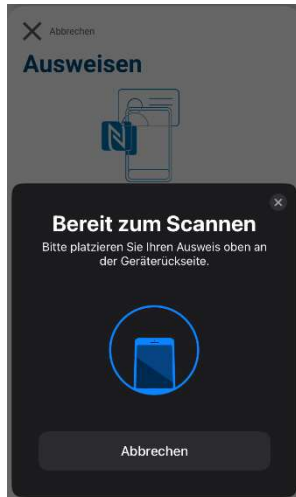 Abbrechen
Ausweisen
Bereit zum Scannen
Bitte platzieren Sie Ihren Ausweis oben an
der Geräterückseite.
Abbrechen